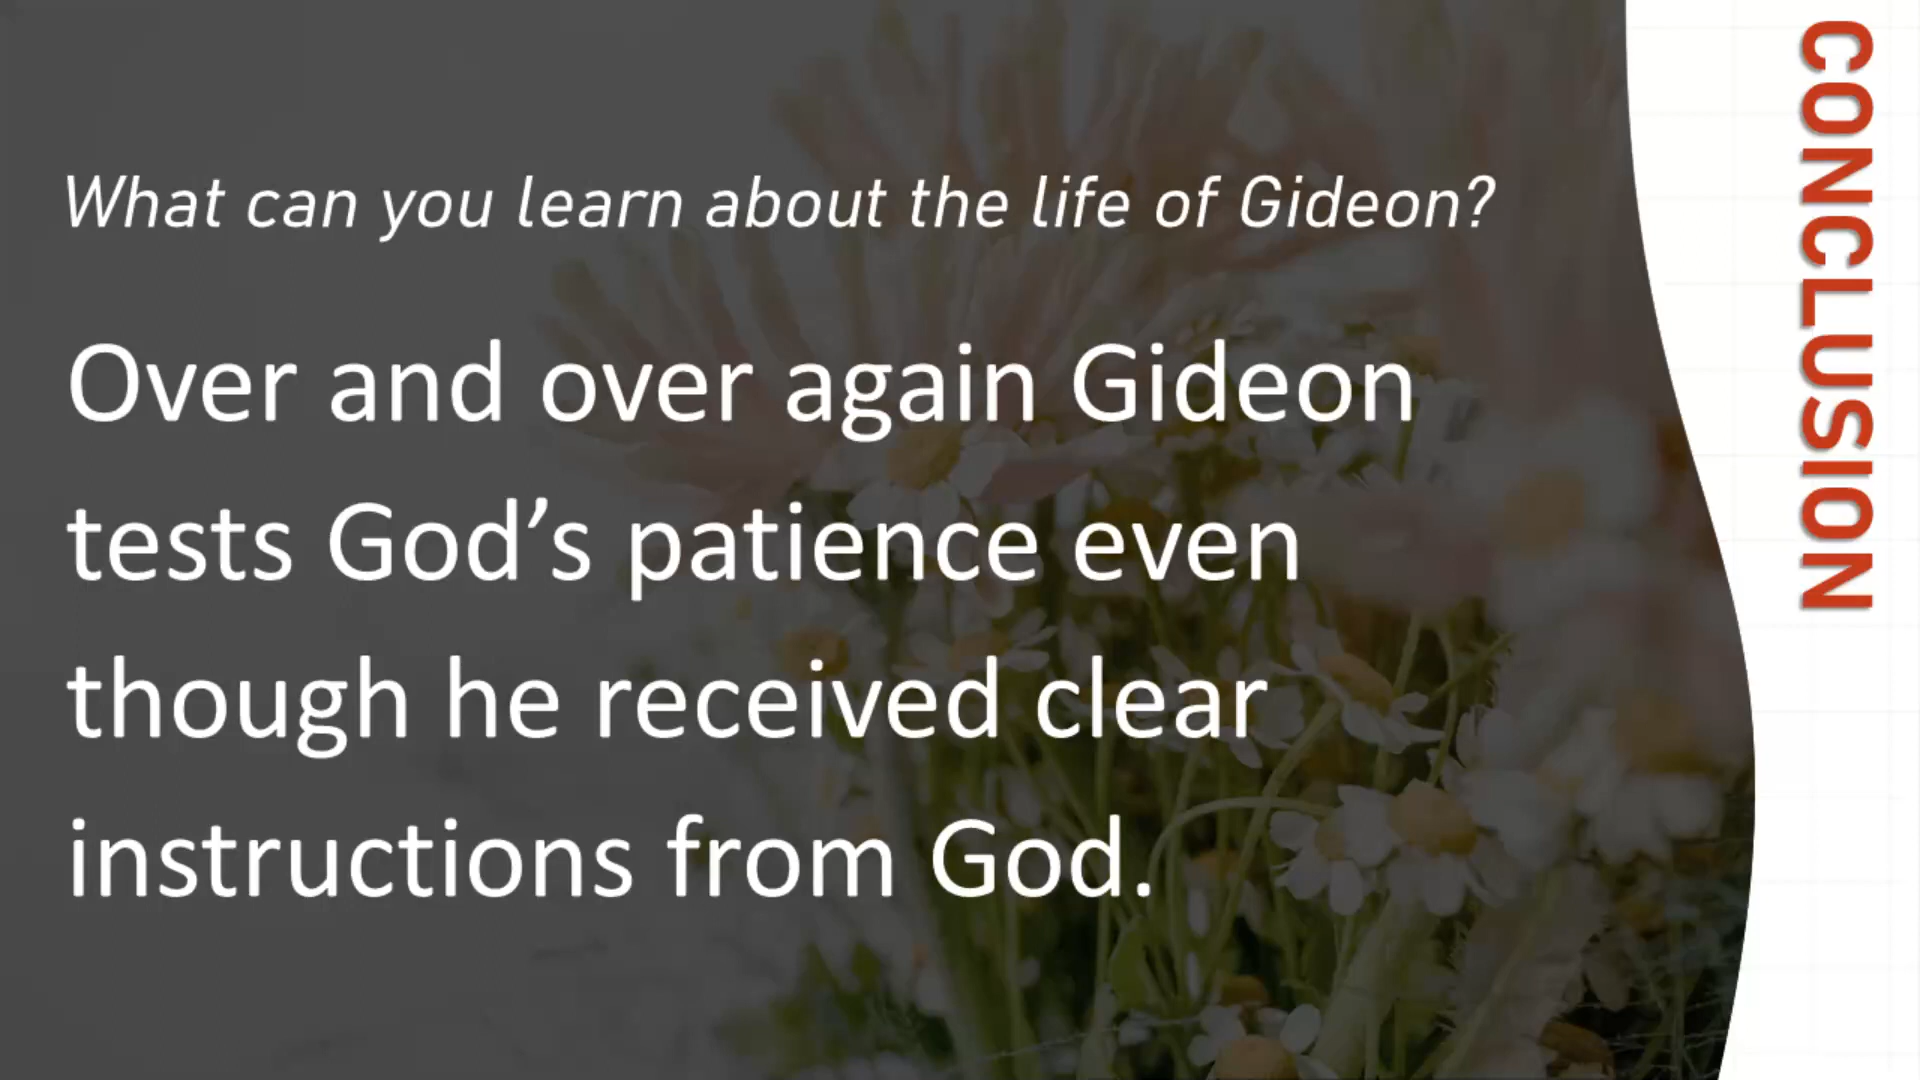 What can you learn about the life of Gideon?
Over and over again Gideon
tests God’s patience even
though he received clear
instructions from God.
CONCLUSION